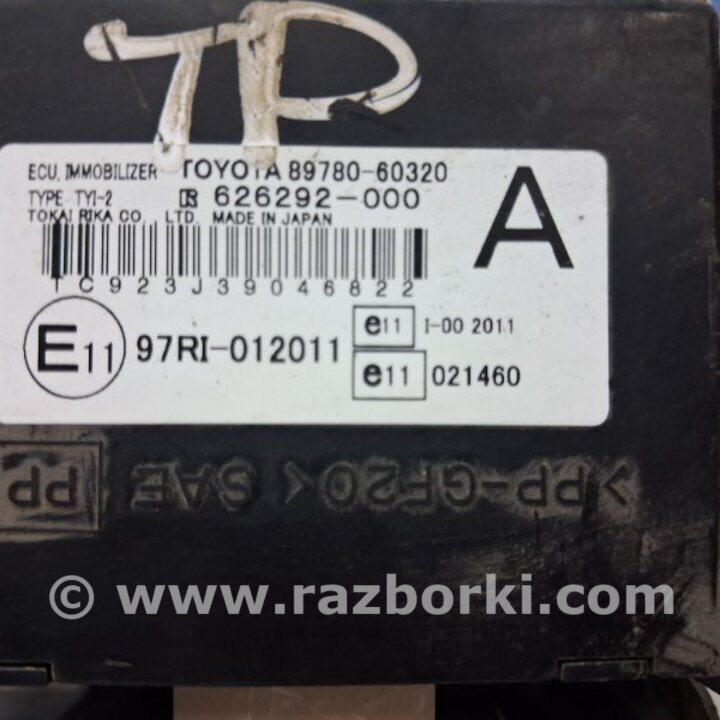 TP
ECU, IMMOBILIZER TOYOTA 89780-60320
TYPE TYI-2 626292-000
TOKAI RIKA CO., LTD. MADE IN JAPAN
A
TC923J39046822
E11 97RI-012011
e11 I-00 2011
e11 021460
>PP-GF20< SAE PP
© www.razborki.com